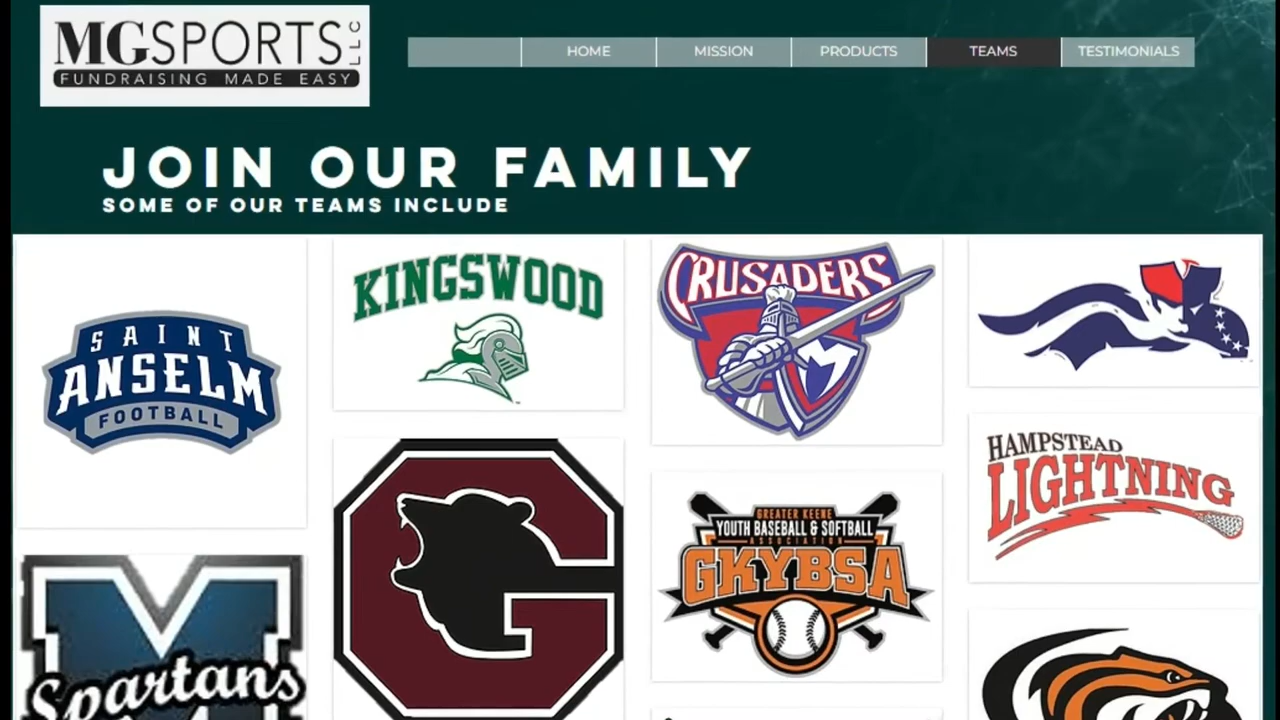 MGSPORTS LLC
FUNDRAISING MADE EASY
HOME
MISSION
PRODUCTS
TEAMS
TESTIMONIALS
JOIN OUR FAMILY
SOME OF OUR TEAMS INCLUDE
SAINT
ANSELM
FOOTBALL
KINGSWOOD
CRUSADERS
HAMPSTEAD
LIGHTNING
GREATER KEENE
YOUTH BASEBALL & SOFTBALL
ASSOCIATION
GKYBSA
G
M
Spartans